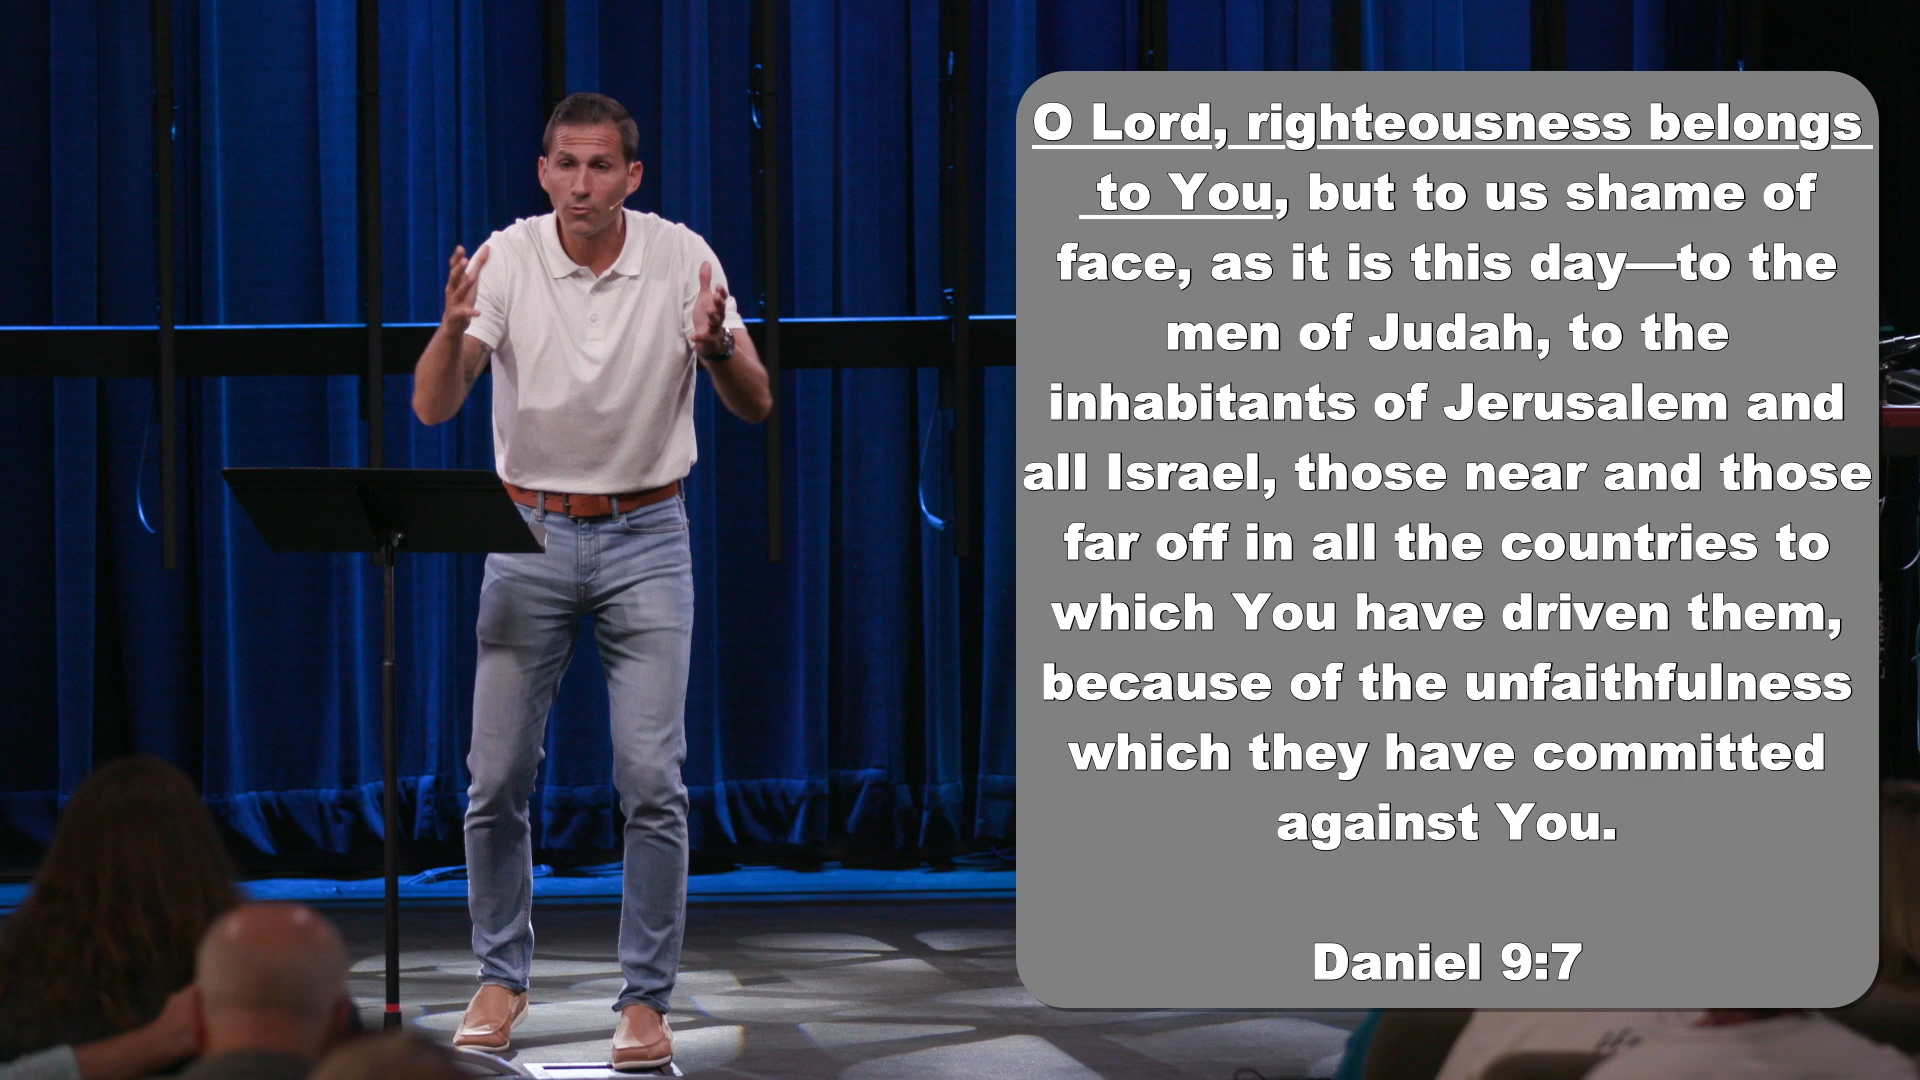 O Lord, righteousness belongs
to You, but to us shame of
face, as it is this day—to the
men of Judah, to the
inhabitants of Jerusalem and
all Israel, those near and those
far off in all the countries to
which You have driven them,
because of the unfaithfulness
which they have committed
against You.
Daniel 9:7